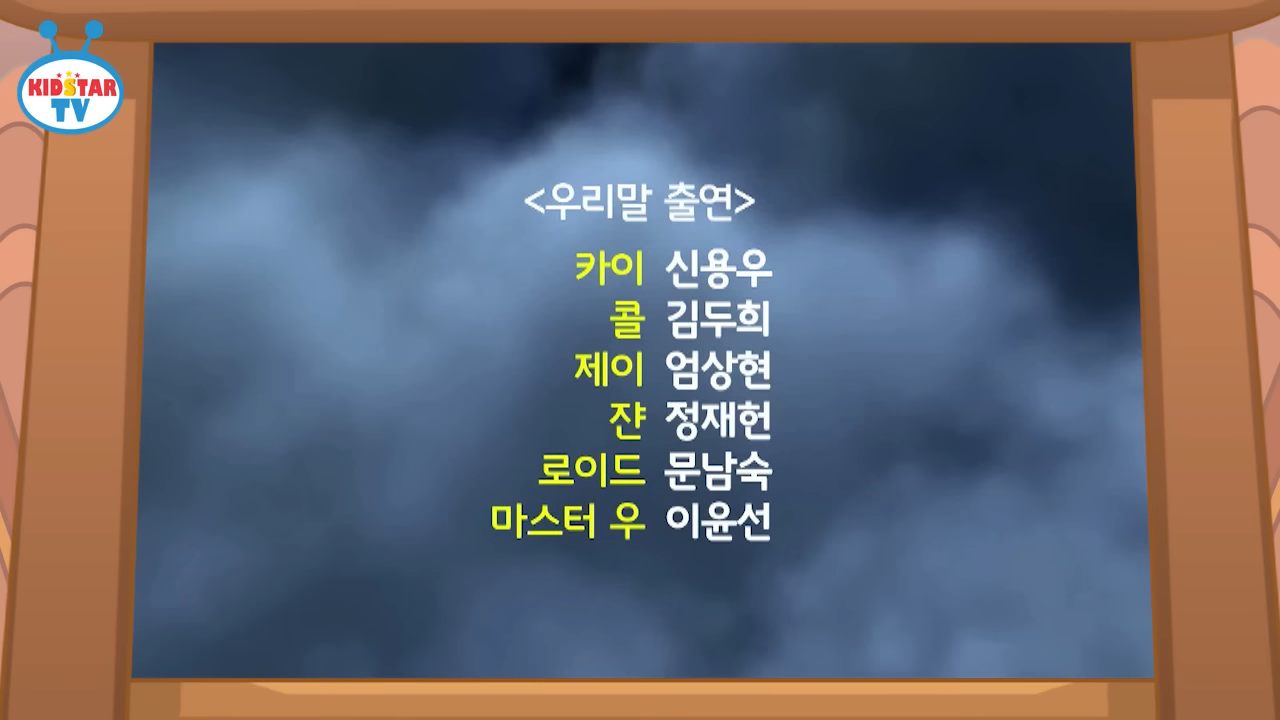 KIDSTAR
TV
<우리말 출연>
카이 신용우
콜 김두희
제이 엄상현
쟌 정재헌
로이드 문남숙
마스터 우 이윤선